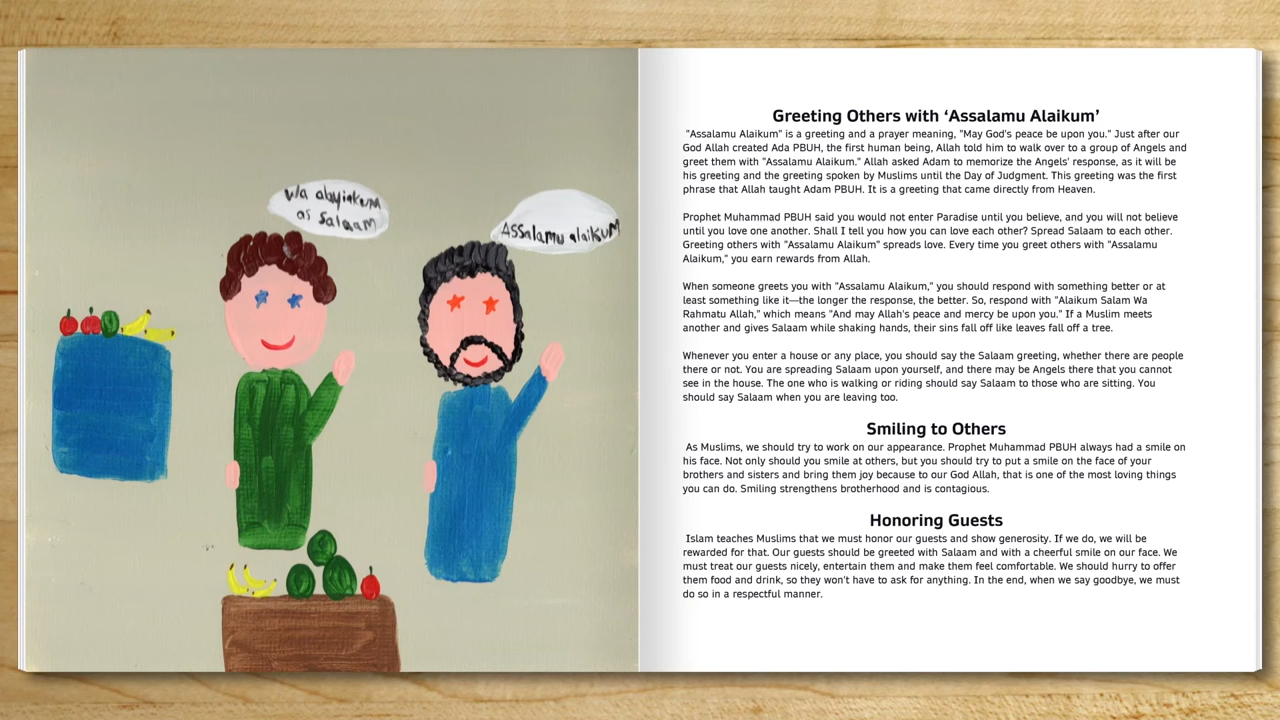 Wa alayiekum
as Salaam
Assalamu alaikum
Greeting Others with ‘Assalamu Alaikum’
"Assalamu Alaikum" is a greeting and a prayer meaning, "May God's peace be upon you." Just after our
God Allah created Ada PBUH, the first human being, Allah told him to walk over to a group of Angels and
greet them with "Assalamu Alaikum." Allah asked Adam to memorize the Angels' response, as it will be
his greeting and the greeting spoken by Muslims until the Day of Judgment. This greeting was the first
phrase that Allah taught Adam PBUH. It is a greeting that came directly from Heaven.
Prophet Muhammad PBUH said you would not enter Paradise until you believe, and you will not believe
until you love one another. Shall I tell you how you can love each other? Spread Salaam to each other.
Greeting others with "Assalamu Alaikum" spreads love. Every time you greet others with "Assalamu
Alaikum," you earn rewards from Allah.
When someone greets you with "Assalamu Alaikum," you should respond with something better or at
least something like it—the longer the response, the better. So, respond with "Alaikum Salam Wa
Rahmatu Allah," which means "And may Allah's peace and mercy be upon you." If a Muslim meets
another and gives Salaam while shaking hands, their sins fall off like leaves fall off a tree.
Whenever you enter a house or any place, you should say the Salaam greeting, whether there are people
there or not. You are spreading Salaam upon yourself, and there may be Angels there that you cannot
see in the house. The one who is walking or riding should say Salaam to those who are sitting. You
should say Salaam when you are leaving too.
Smiling to Others
As Muslims, we should try to work on our appearance. Prophet Muhammad PBUH always had a smile on
his face. Not only should you smile at others, but you should try to put a smile on the face of your
brothers and sisters and bring them joy because to our God Allah, that is one of the most loving things
you can do. Smiling strengthens brotherhood and is contagious.
Honoring Guests
Islam teaches Muslims that we must honor our guests and show generosity. If we do, we will be
rewarded for that. Our guests should be greeted with Salaam and with a cheerful smile on our face. We
must treat our guests nicely, entertain them and make them feel comfortable. We should hurry to offer
them food and drink, so they won't have to ask for anything. In the end, when we say goodbye, we must
do so in a respectful manner.